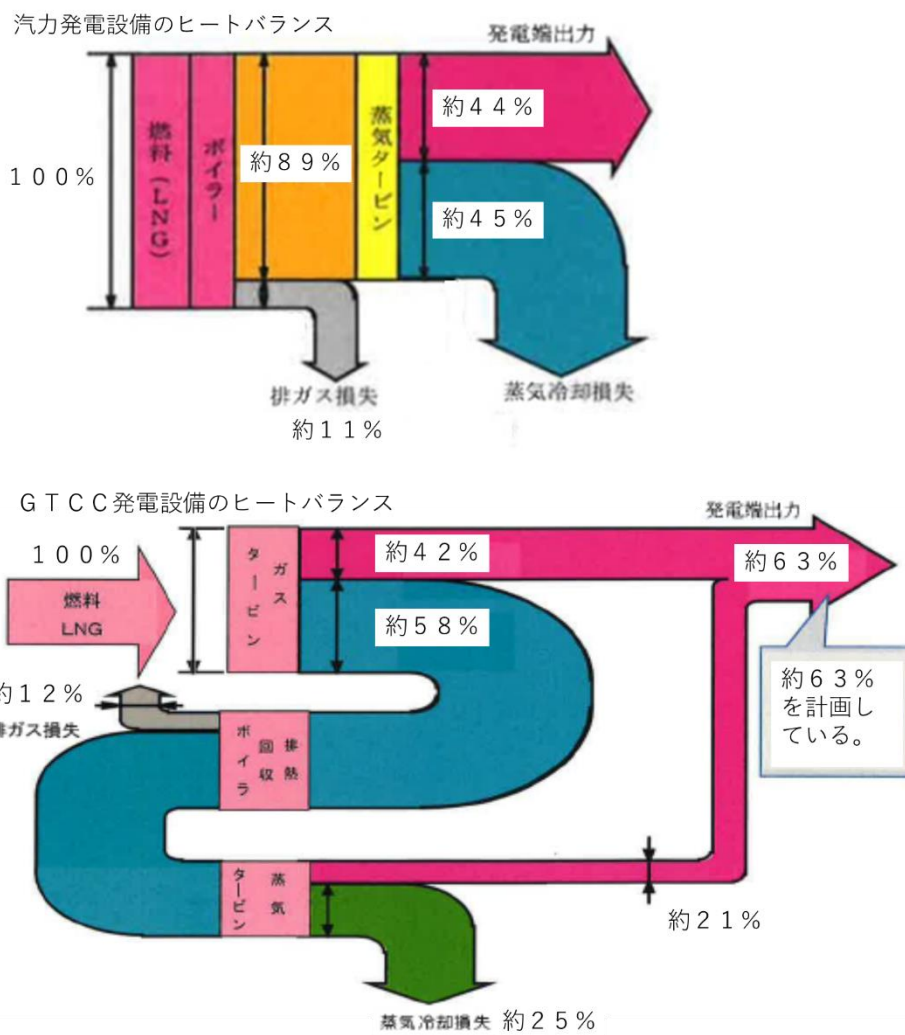 汽力発電設備のヒートバランス
発電端出力
100%
燃料(LNG)
ボイラー
約89%
蒸気タービン
約44%
約45%
排ガス損失
約11%
蒸気冷却損失
GTCC発電設備のヒートバランス
発電端出力
100%
燃料
LNG
ガス
タービン
約42%
約58%
約63%
約63%
を計画し
ている。
約12%
排ガス損失
排熱
回収
ボイラ
蒸気
タービン
約21%
蒸気冷却損失 約25%